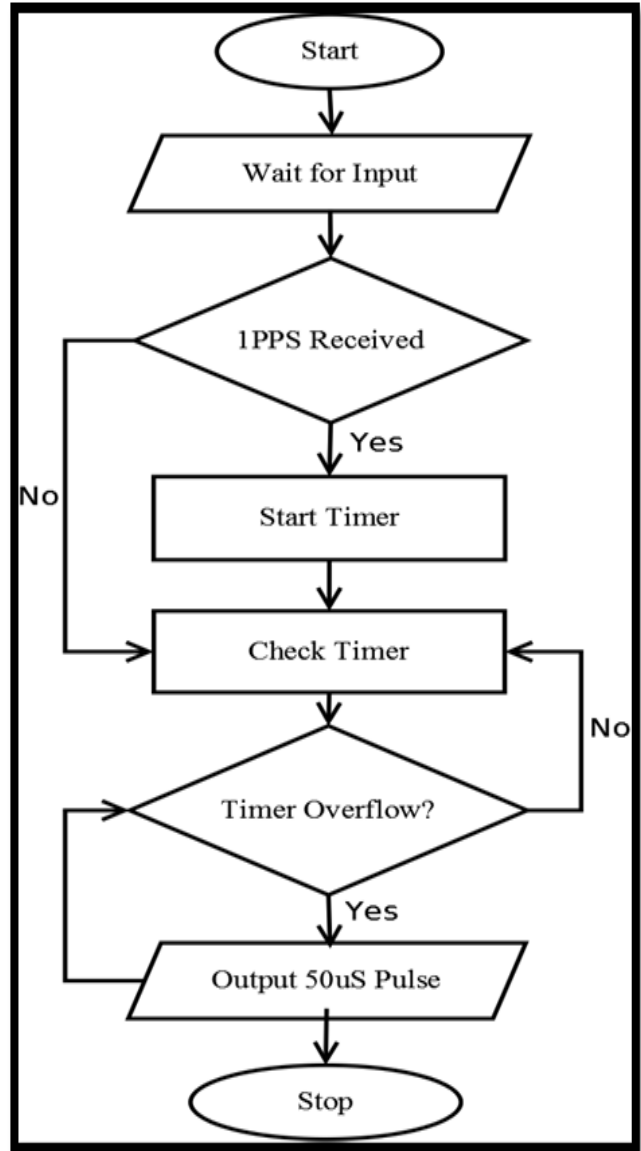 Start
Wait for Input
1PPS Received
Yes
No
Start Timer
Check Timer
No
Timer Overflow?
Yes
Output 50uS Pulse
Stop